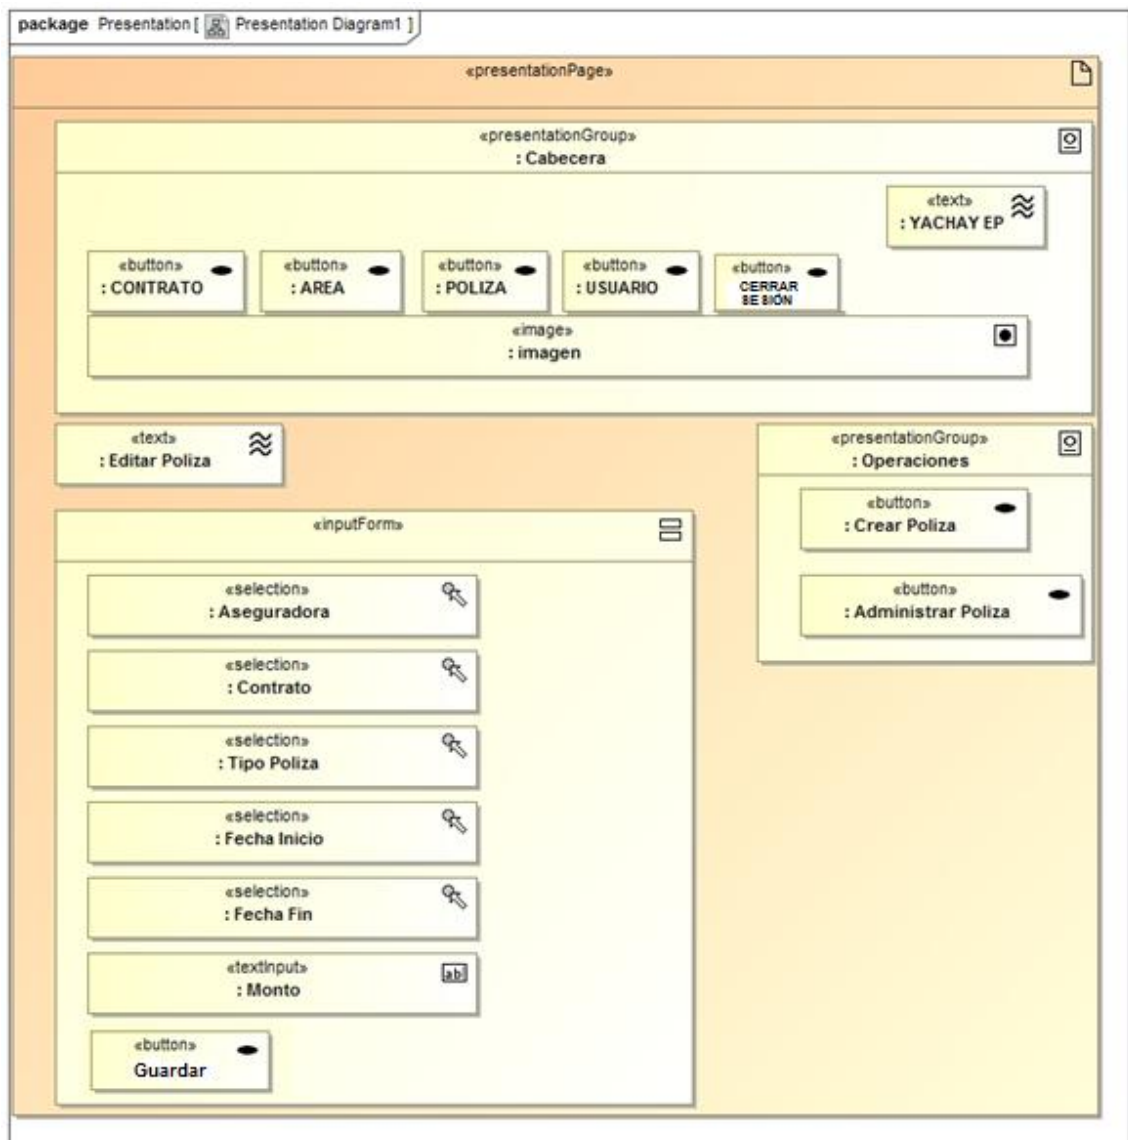 package Presentation [ Presentation Diagram1 ]
«presentationPage»
«presentationGroup»
: Cabecera
«text»
: YACHAY EP
«button»
: CONTRATO
«button»
: AREA
«button»
: POLIZA
«button»
: USUARIO
«button»
CERRAR
SESIÓN
«image»
: imagen
«text»
: Editar Poliza
«presentationGroup»
: Operaciones
«button»
: Crear Poliza
«button»
: Administrar Poliza
«inputForm»
«selection»
: Aseguradora
«selection»
: Contrato
«selection»
: Tipo Poliza
«selection»
: Fecha Inicio
«selection»
: Fecha Fin
«textInput»
: Monto
ab
«button»
Guardar